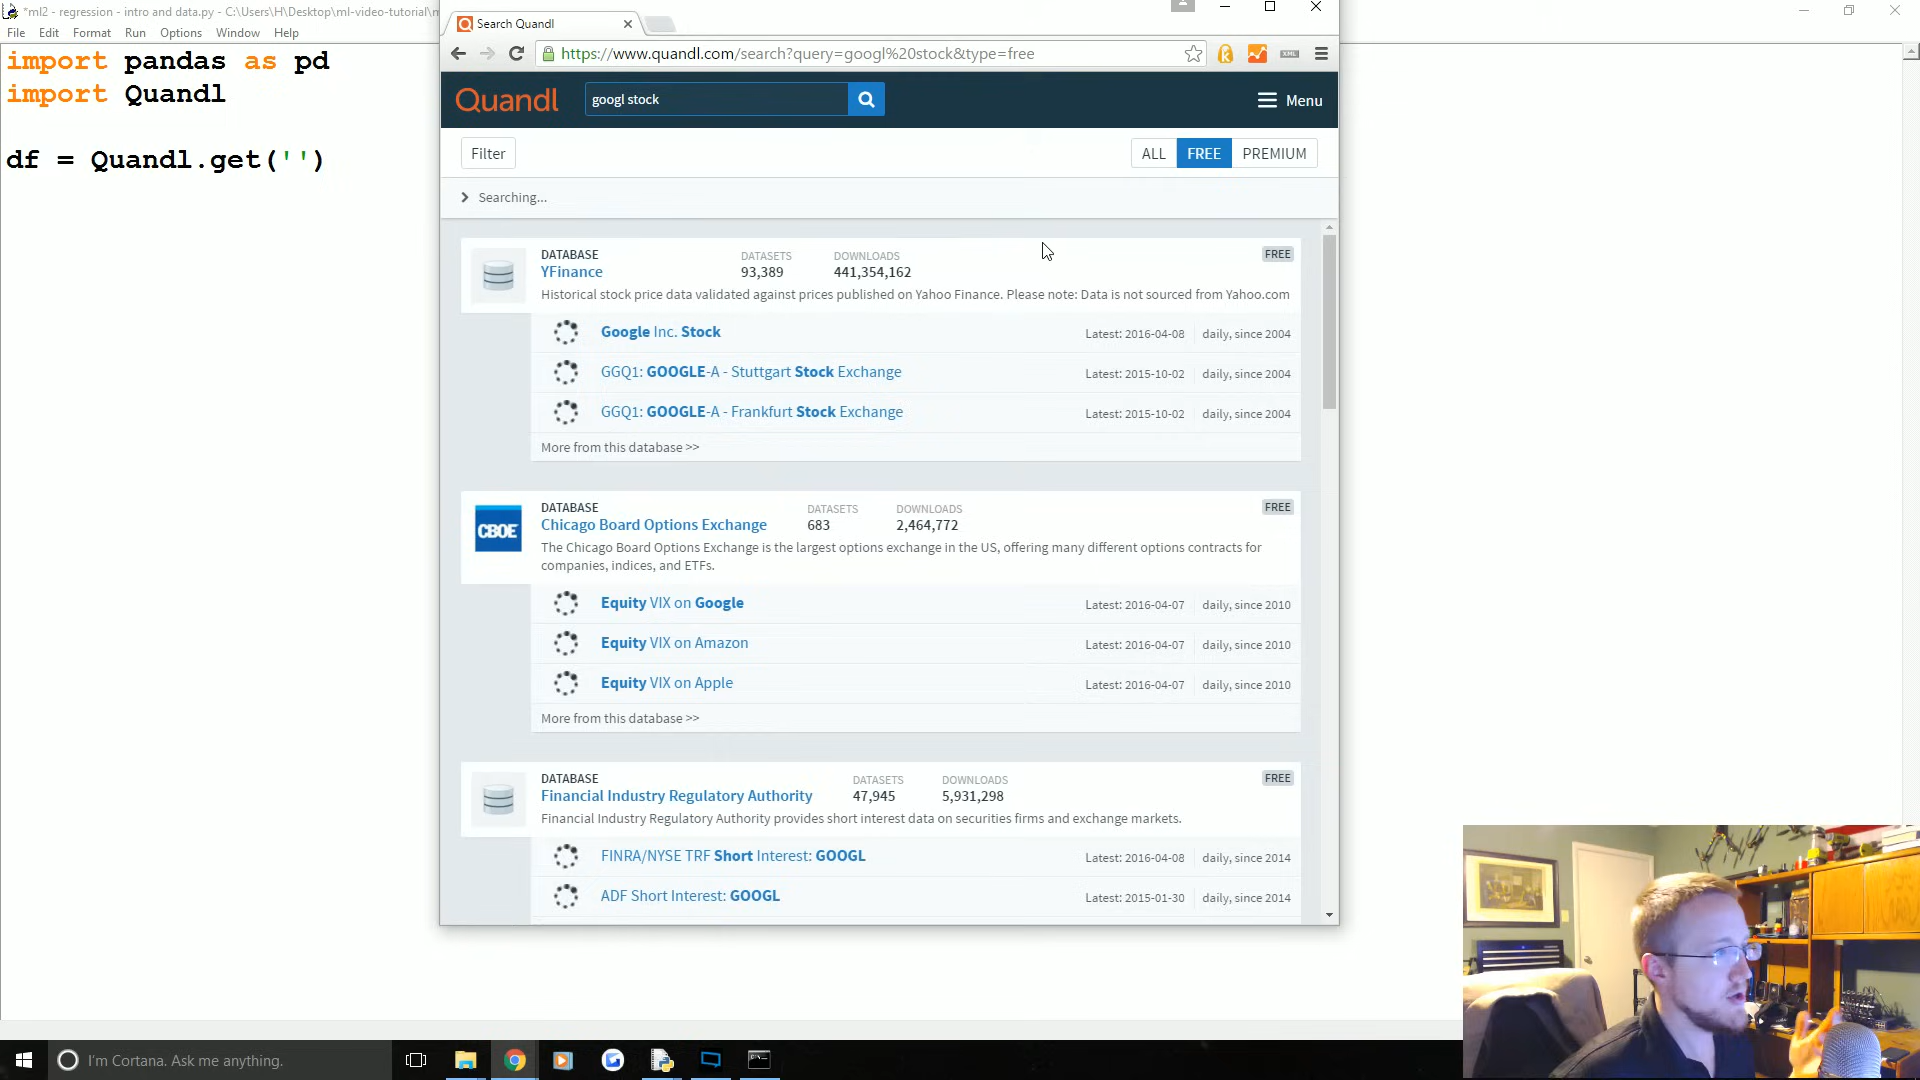 *ml2 - regression - intro and data.py - C:\Users\H\Desktop\ml-video-tutorial\m
File Edit Format Run Options Window Help
import pandas as pd
import Quandl
df = Quandl.get('')
Search Quandl
https://www.quandl.com/search?query=googl%20stock&type=free
XML
Quandl
googl stock
Menu
Filter
ALL FREE PREMIUM
Searching...
DATABASE DATASETS DOWNLOADS FREE
YFinance 93,389 441,354,162
Historical stock price data validated against prices published on Yahoo Finance. Please note: Data is not sourced from Yahoo.com
Google Inc. Stock Latest: 2016-04-08 daily, since 2004
GGQ1: GOOGLE-A - Stuttgart Stock Exchange Latest: 2015-10-02 daily, since 2004
GGQ1: GOOGLE-A - Frankfurt Stock Exchange Latest: 2015-10-02 daily, since 2004
More from this database >>
CBOE
DATABASE DATASETS DOWNLOADS FREE
Chicago Board Options Exchange 683 2,464,772
The Chicago Board Options Exchange is the largest options exchange in the US, offering many different options contracts for
companies, indices, and ETFs.
Equity VIX on Google Latest: 2016-04-07 daily, since 2010
Equity VIX on Amazon Latest: 2016-04-07 daily, since 2010
Equity VIX on Apple Latest: 2016-04-07 daily, since 2010
More from this database >>
DATABASE DATASETS DOWNLOADS FREE
Financial Industry Regulatory Authority 47,945 5,931,298
Financial Industry Regulatory Authority provides short interest data on securities firms and exchange markets.
FINRA/NYSE TRF Short Interest: GOOGL Latest: 2016-04-08 daily, since 2014
ADF Short Interest: GOOGL Latest: 2015-01-30 daily, since 2014
I'm Cortana. Ask me anything.